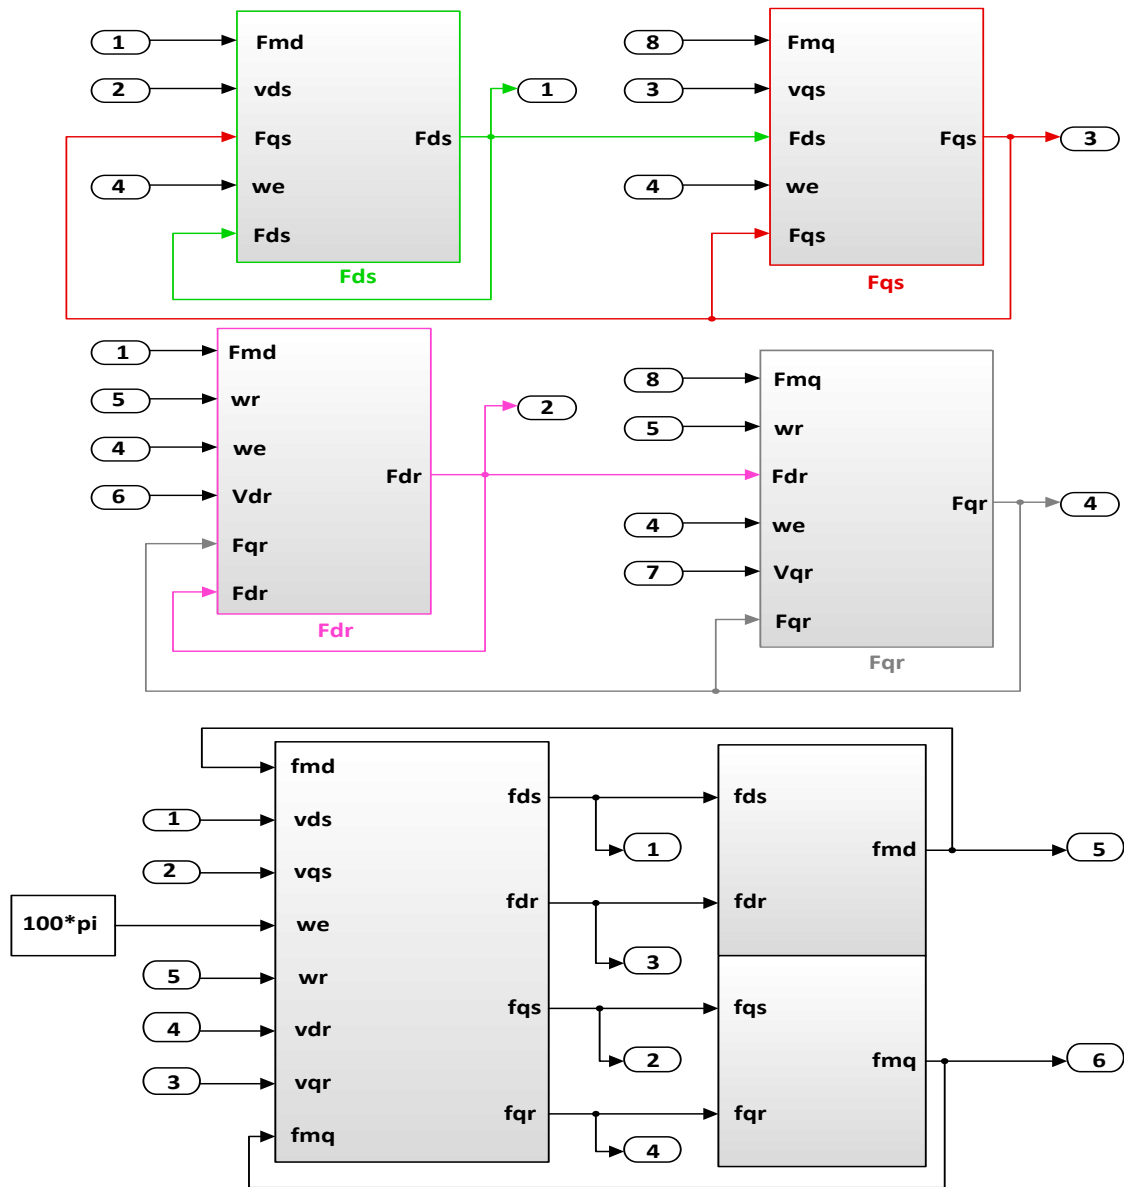 1 Fmd 8 Fmq
2 vds 1 3 vqs
Fqs Fds Fds Fqs 3
4 we 4 we
Fds Fqs
Fds Fqs
1 Fmd
8 Fmq
5 wr 2
5 wr
4 we
Fdr Fdr
6 Vdr
Fqr 4
4 we
Fqr
7 Vqr
Fdr
Fqr
Fdr
Fqr
fmd
fds fds
1 vds
1 fmd 5
2 vqs
fdr fdr
100*pi we
3
5 wr
fqs fqs
4 vdr
2 fmq 6
3 vqr
fqr fqr
fmq
4